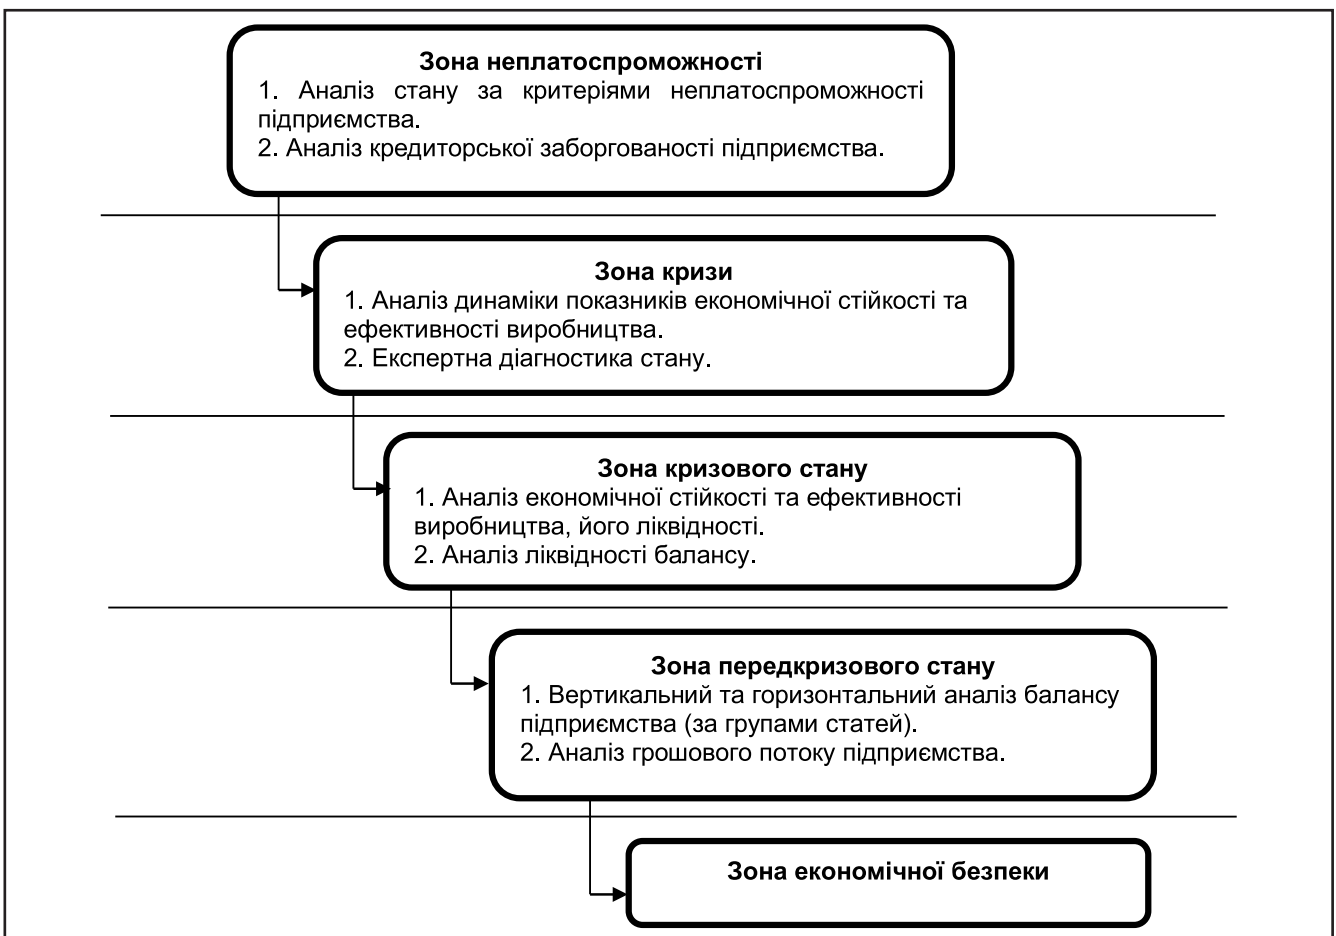 Зона неплатоспроможності
1. Аналіз стану за критеріями неплатоспроможності
підприємства.
2. Аналіз кредиторської заборгованості підприємства.
Зона кризи
1. Аналіз динаміки показників економічної стійкості та
ефективності виробництва.
2. Експертна діагностика стану.
Зона кризового стану
1. Аналіз економічної стійкості та ефективності
виробництва, його ліквідності.
2. Аналіз ліквідності балансу.
Зона передкризового стану
1. Вертикальний та горизонтальний аналіз балансу
підприємства (за групами статей).
2. Аналіз грошового потоку підприємства.
Зона економічної безпеки